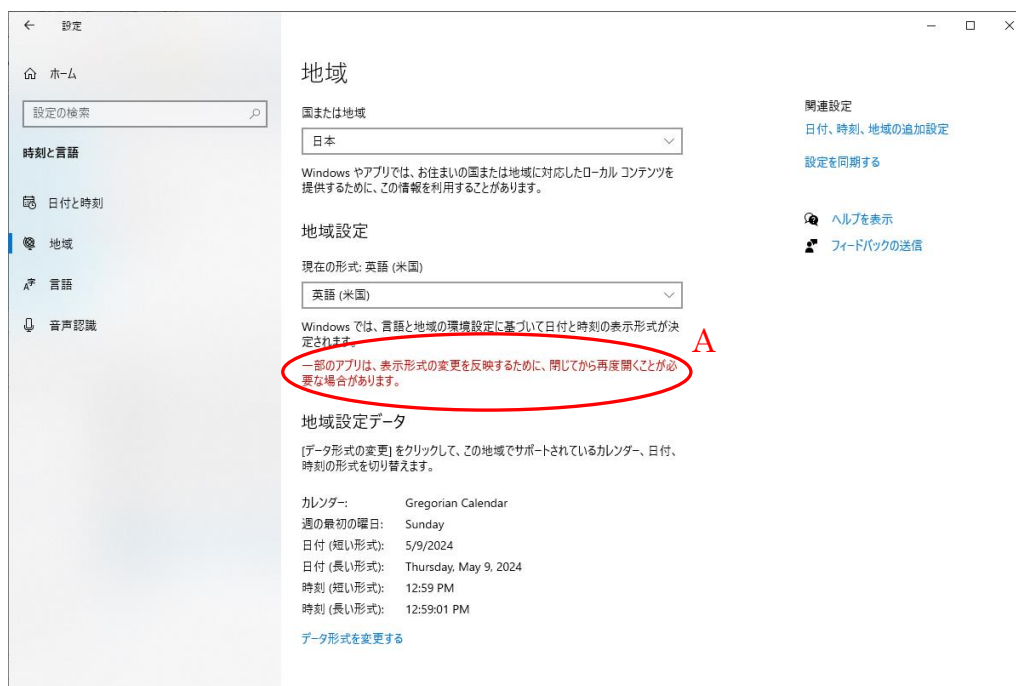 設定
ホーム
設定の検索
時刻と言語
日付と時刻
地域
言語
音声認識
地域
国または地域
日本
Windows やアプリでは、お住まいの国または地域に対応したローカル コンテンツを
提供するために、この情報を利用することがあります。
地域設定
現在の形式: 英語 (米国)
英語 (米国)
Windows では、言語と地域の環境設定に基づいて日付と時刻の表示形式が決
定されます。
A
一部のアプリは、表示形式の変更を反映するために、閉じてから再度開くことが必
要な場合があります。
地域設定データ
[データ形式の変更] をクリックして、この地域でサポートされているカレンダー、日付、
時刻の形式を切り替えます。
カレンダー: Gregorian Calendar
週の最初の曜日: Sunday
日付 (短い形式): 5/9/2024
日付 (長い形式): Thursday, May 9, 2024
時刻 (短い形式): 12:59 PM
時刻 (長い形式): 12:59:01 PM
データ形式を変更する
関連設定
日付、時刻、地域の追加設定
設定を同期する
ヘルプを表示
フィードバックの送信